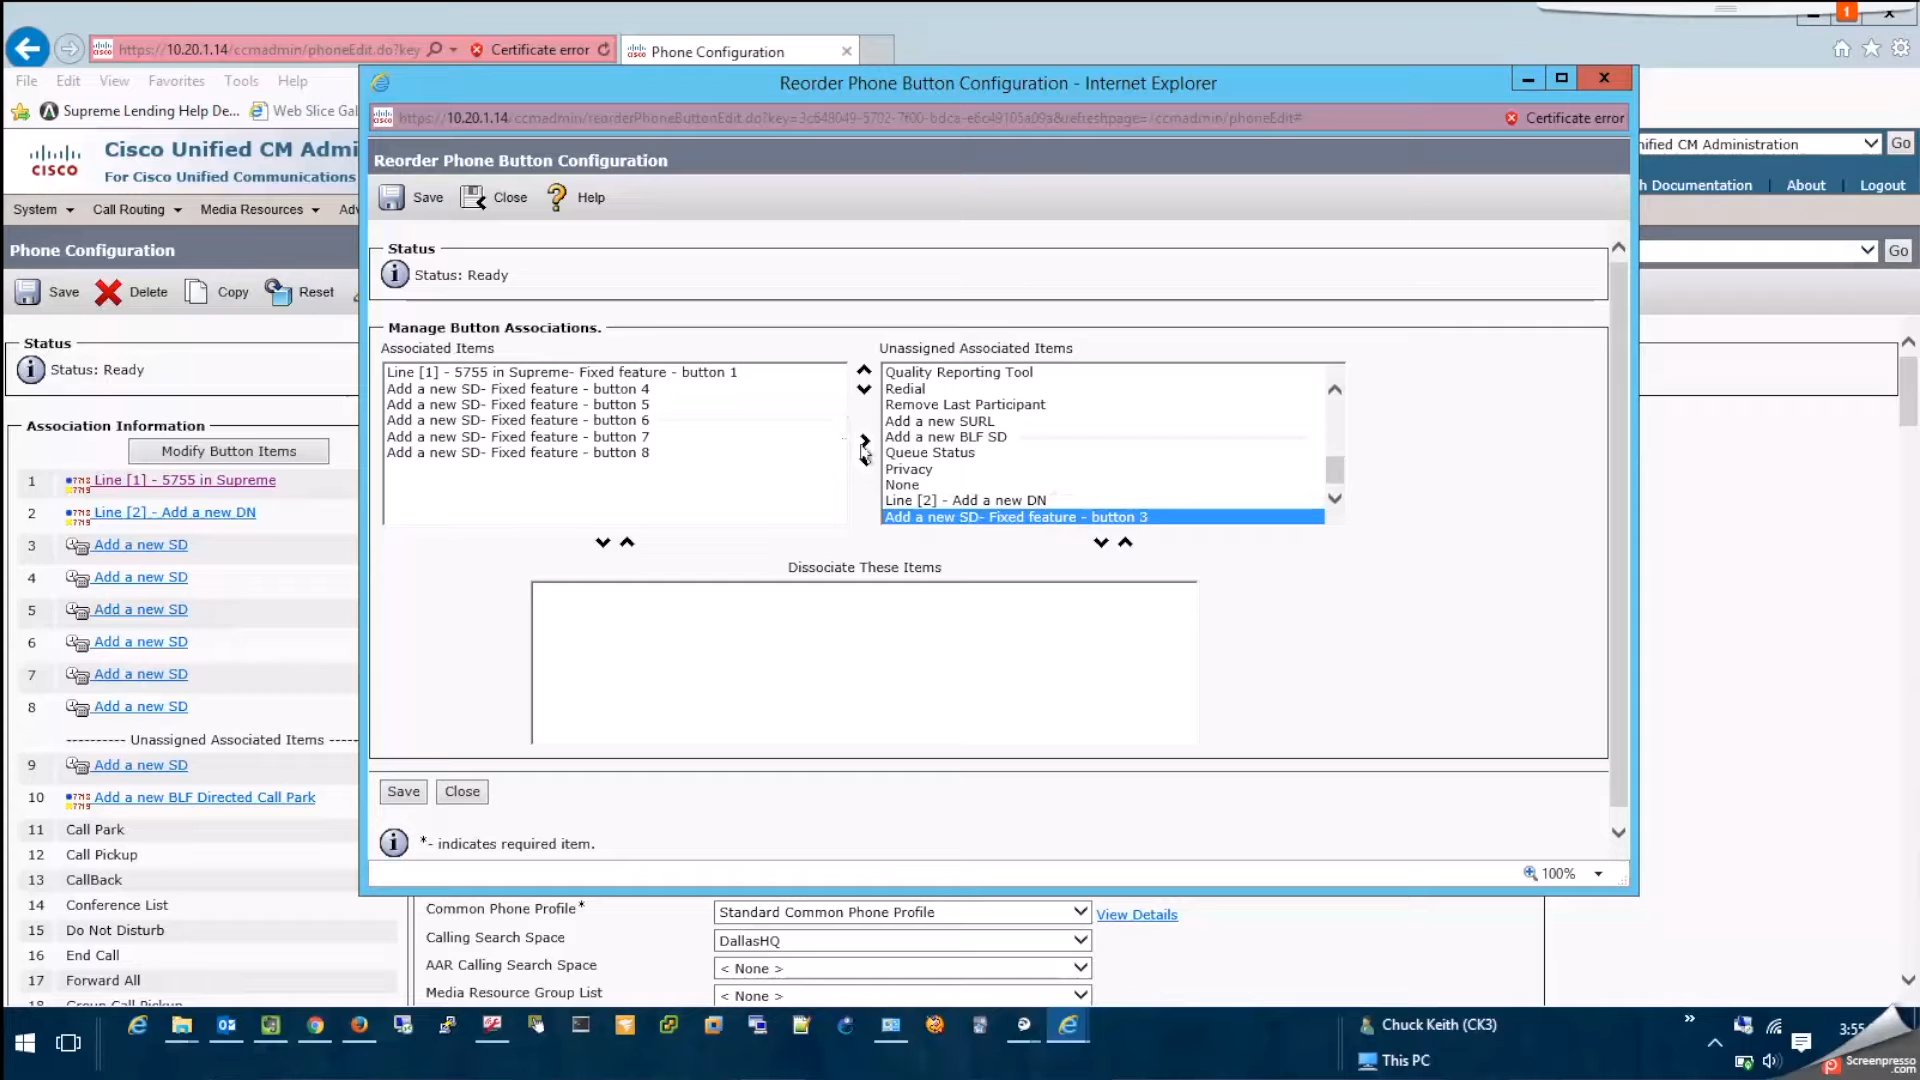 1
https://10.20.1.14/ccmadmin/phoneEdit.do?key
Certificate error
Phone Configuration
File Edit View Favorites Tools Help
Supreme Lending Help De...
Web Slice Gal
Reorder Phone Button Configuration - Internet Explorer
Certificate error
CISCO
Cisco Unified CM Admi
For Cisco Unified Communications
nified CM Administration
Go
h Documentation
About
Logout
System
Call Routing
Media Resources
Adv
Phone Configuration
Go
Save
Delete
Copy
Reset
Status
Status: Ready
Association Information
Modify Button Items
1 Line [1] - 5755 in Supreme
2 Line [2] - Add a new DN
3 Add a new SD
4 Add a new SD
5 Add a new SD
6 Add a new SD
7 Add a new SD
8 Add a new SD
---------- Unassigned Associated Items -----
9 Add a new SD
10 Add a new BLF Directed Call Park
11 Call Park
12 Call Pickup
13 CallBack
14 Conference List
15 Do Not Disturb
16 End Call
17 Forward All
18 Group Call Pickup
Reorder Phone Button Configuration
Save
Close
Help
Status
Status: Ready
Manage Button Associations.
Associated Items
Line [1] - 5755 in Supreme- Fixed feature - button 1
Add a new SD- Fixed feature - button 4
Add a new SD- Fixed feature - button 5
Add a new SD- Fixed feature - button 6
Add a new SD- Fixed feature - button 7
Add a new SD- Fixed feature - button 8
Unassigned Associated Items
Quality Reporting Tool
Redial
Remove Last Participant
Add a new SURL
Add a new BLF SD
Queue Status
Privacy
None
Line [2] - Add a new DN
Add a new SD- Fixed feature - button 3
Dissociate These Items
Save
Close
*- indicates required item.
100%
Common Phone Profile*
Standard Common Phone Profile
View Details
Calling Search Space
DallasHQ
AAR Calling Search Space
< None >
Media Resource Group List
< None >
Chuck Keith (CK3)
This PC
3:55
Screenpresso
.com